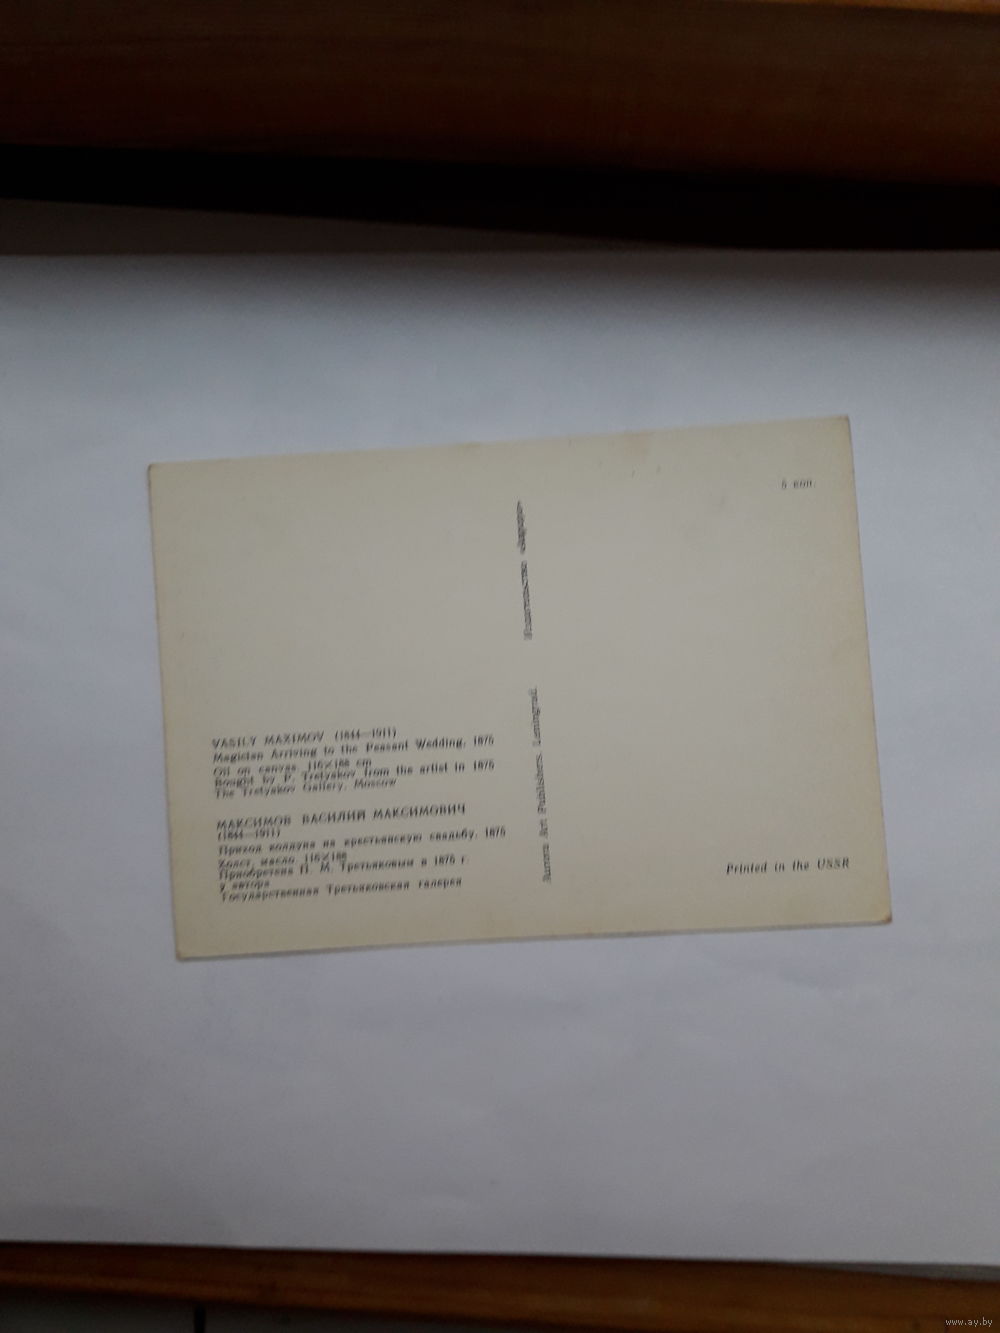 VASILY MAXIMOV (1844—1911)
Magician Arriving to the Peasant Wedding. 1875
Oil on canvas. 116×188 cm
Bought by P. Tretyakov from the artist in 1875
The Tretyakov Gallery, Moscow
МАКСИМОВ ВАСИЛИЙ МАКСИМОВИЧ
(1844—1911)
Приход колдуна на крестьянскую свадьбу. 1875
Холст, масло. 116×188
Приобретена П. М. Третьяковым в 1875 г.
у автора
Государственная Третьяковская галерея
Aurora Art Publishers. Leningrad.
Издательство «Аврора»
5 коп.
Printed in the USSR
www.ay.by